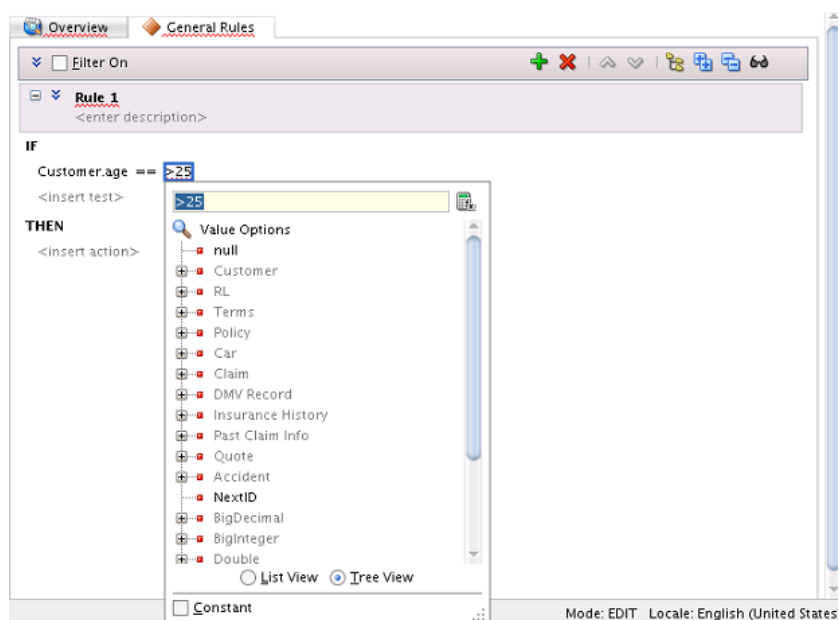 Overview General Rules
Filter On
Rule 1
<enter description>
IF
Customer.age == >25
<insert test>
>25
THEN
<insert action>
Value Options
null
Customer
RL
Terms
Policy
Car
Claim
DMV Record
Insurance History
Past Claim Info
Quote
Accident
NextID
BigDecimal
BigInteger
Double
List View Tree View
Constant
Mode: EDIT Locale: English (United States